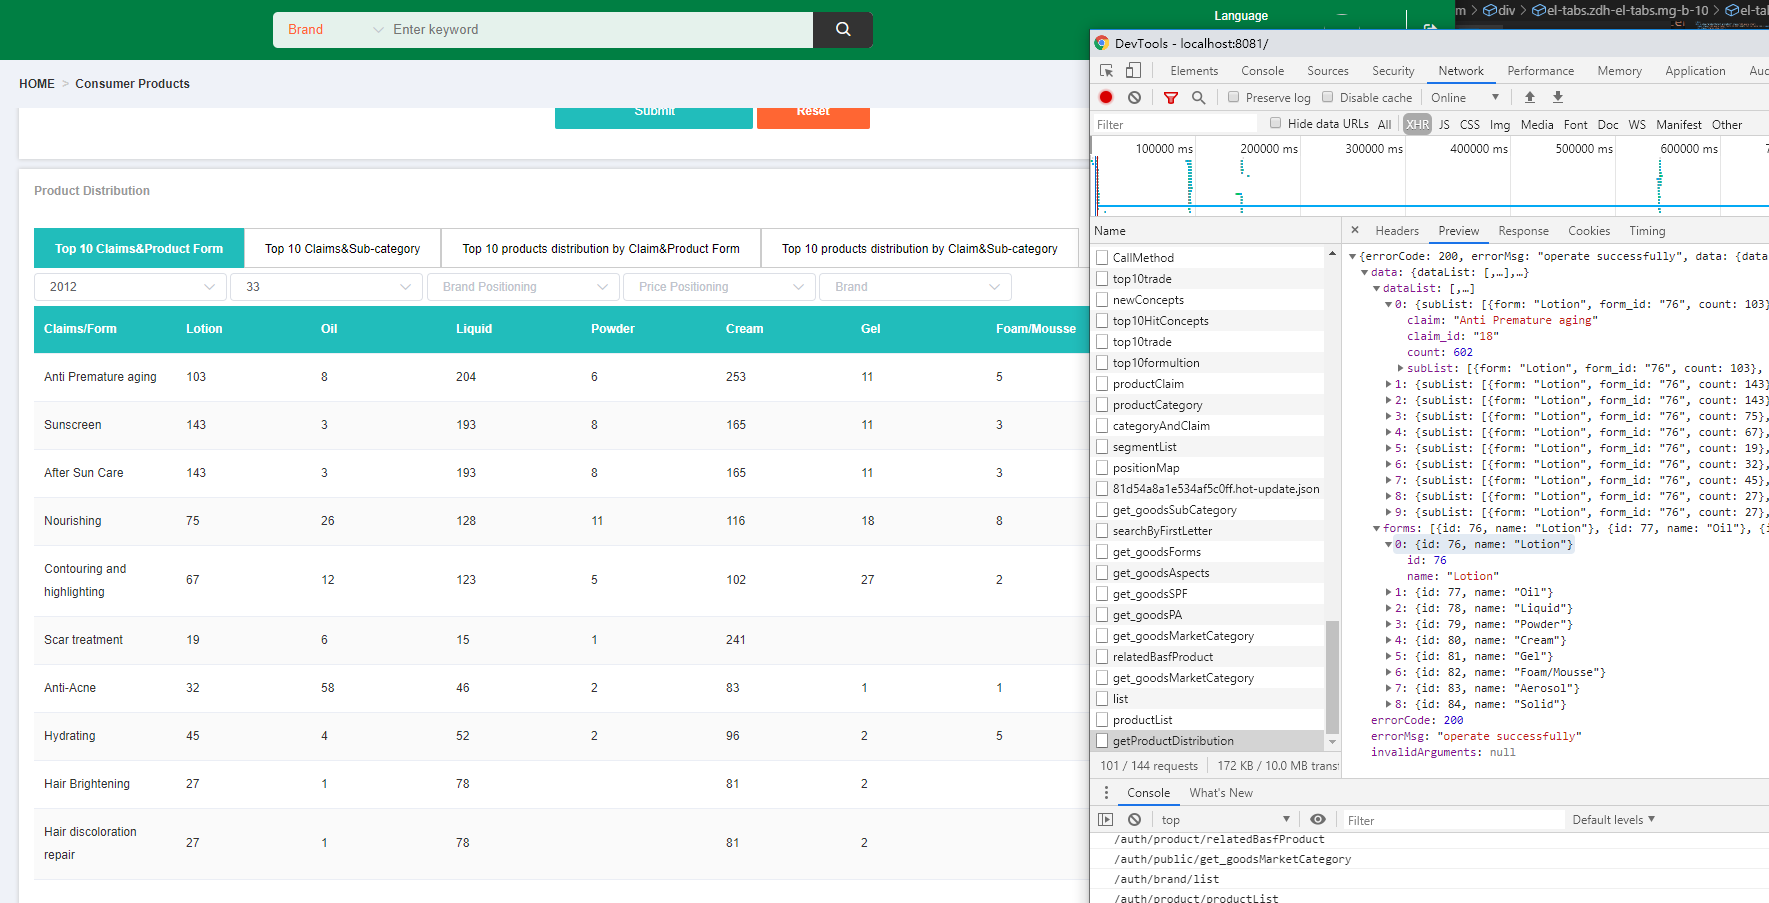 Brand
Enter keyword
Language
HOME > Consumer Products
Submit
Reset
Product Distribution
Top 10 Claims&Product Form
Top 10 Claims&Sub-category
Top 10 products distribution by Claim&Product Form
Top 10 products distribution by Claim&Sub-category
2012
33
Brand Positioning
Price Positioning
Brand
Claims/Form Lotion Oil Liquid Powder Cream Gel Foam/Mousse
Anti Premature aging 103 8 204 6 253 11 5
Sunscreen 143 3 193 8 165 11 3
After Sun Care 143 3 193 8 165 11 3
Nourishing 75 26 128 11 116 18 8
Contouring and
highlighting 67 12 123 5 102 27 2
Scar treatment 19 6 15 1 241
Anti-Acne 32 58 46 2 83 1 1
Hydrating 45 4 52 2 96 2 5
Hair Brightening 27 1 78 81 2
Hair discoloration
repair 27 1 78 81 2
m > div > el-tabs.zdh-el-tabs.mg-b-10 > el-tal
DevTools - localhost:8081/
Elements Console Sources Security Network Performance Memory Application Auc
Preserve log Disable cache Online ▼
Filter
Hide data URLs All XHR JS CSS Img Media Font Doc WS Manifest Other
100000 ms 200000 ms 300000 ms 400000 ms 500000 ms 600000 ms 7
Name
CallMethod
top10trade
newConcepts
top10HitConcepts
top10trade
top10formultion
productClaim
productCategory
categoryAndClaim
segmentList
positionMap
81d54a8a1e534af5c0ff.hot-update.json
get_goodsSubCategory
searchByFirstLetter
get_goodsForms
get_goodsAspects
get_goodsSPF
get_goodsPA
get_goodsMarketCategory
relatedBasfProduct
get_goodsMarketCategory
list
productList
getProductDistribution
101 / 144 requests 172 KB / 10.0 MB transf
× Headers Preview Response Cookies Timing
▼{errorCode: 200, errorMsg: "operate successfully", data: {data
▼data: {dataList: [,…],…}
▼dataList: [,…]
▼0: {subList: [{form: "Lotion", form_id: "76", count: 103}
claim: "Anti Premature aging"
claim_id: "18"
count: 602
▶subList: [{form: "Lotion", form_id: "76", count: 103},
▶1: {subList: [{form: "Lotion", form_id: "76", count: 143}
▶2: {subList: [{form: "Lotion", form_id: "76", count: 143}
▶3: {subList: [{form: "Lotion", form_id: "76", count: 75},
▶4: {subList: [{form: "Lotion", form_id: "76", count: 67},
▶5: {subList: [{form: "Lotion", form_id: "76", count: 19},
▶6: {subList: [{form: "Lotion", form_id: "76", count: 32},
▶7: {subList: [{form: "Lotion", form_id: "76", count: 45},
▶8: {subList: [{form: "Lotion", form_id: "76", count: 27},
▶9: {subList: [{form: "Lotion", form_id: "76", count: 27},
▼forms: [{id: 76, name: "Lotion"}, {id: 77, name: "Oil"}, {i
▼0: {id: 76, name: "Lotion"}
id: 76
name: "Lotion"
▶1: {id: 77, name: "Oil"}
▶2: {id: 78, name: "Liquid"}
▶3: {id: 79, name: "Powder"}
▶4: {id: 80, name: "Cream"}
▶5: {id: 81, name: "Gel"}
▶6: {id: 82, name: "Foam/Mousse"}
▶7: {id: 83, name: "Aerosol"}
▶8: {id: 84, name: "Solid"}
errorCode: 200
errorMsg: "operate successfully"
invalidArguments: null
Console What's New
top ▼ Filter Default levels ▼
/auth/product/relatedBasfProduct
/auth/public/get_goodsMarketCategory
/auth/brand/list
/auth/product/productList